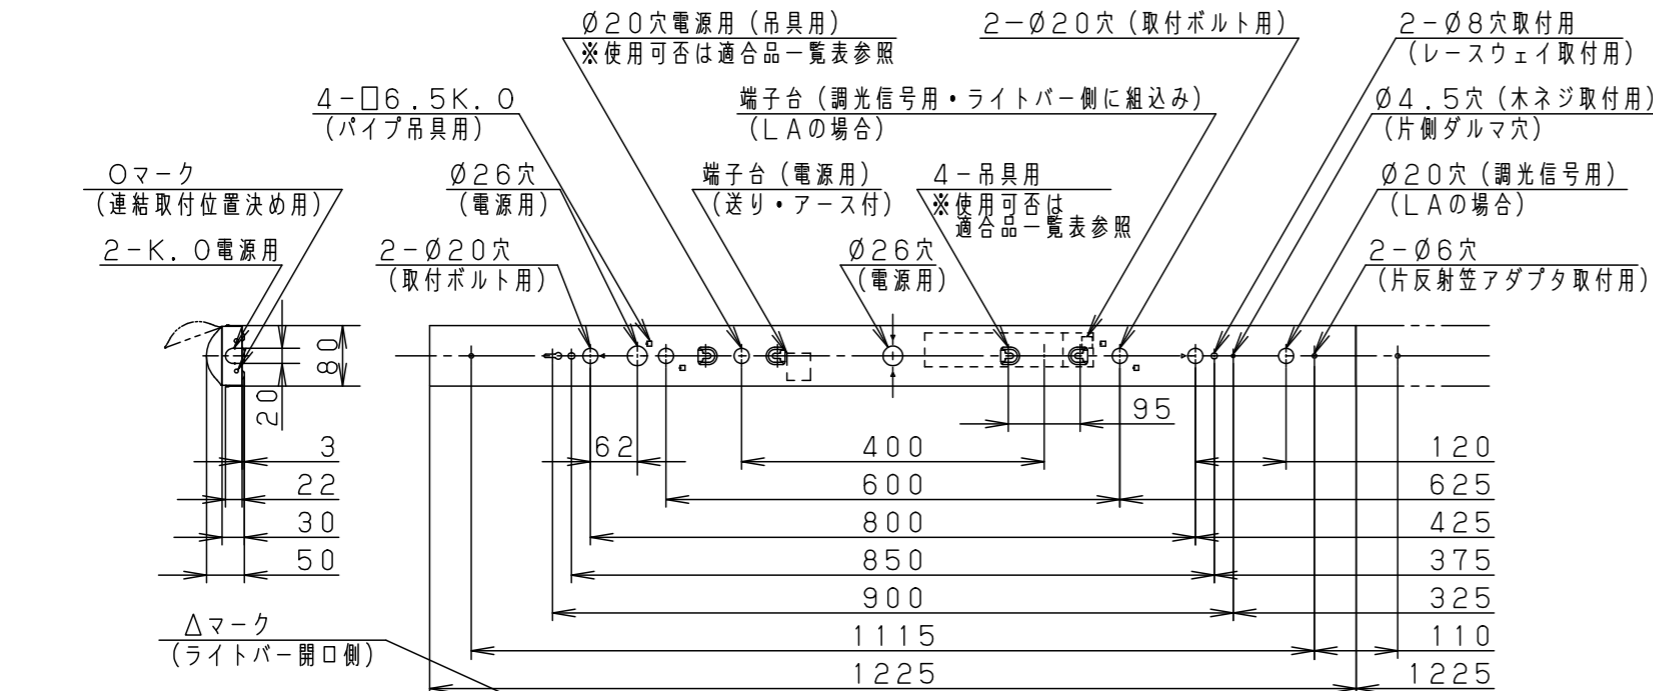 Ø20穴電源用（吊具用）
※使用可否は適合品一覧表参照
2－Ø20穴（取付ボルト用）
2-Ø8穴取付用
（レースウェイ取付用）
4-□6.5K.O
（パイプ吊具用）
端子台（調光信号用・ライトバー側に組込み）
（LAの場合）
Ø4.5穴（木ネジ取付用）
（片側ダルマ穴）
Oマーク
（連結取付位置決め用）
Ø26穴
（電源用）
端子台（電源用）
（送り・アース付）
4-吊具用
※使用可否は
適合品一覧表参照
Ø20穴（調光信号用）
（LAの場合）
2-K.O電源用
2-Ø20穴
（取付ボルト用）
Ø26穴
（電源用）
2-Ø6穴
（片反射笠アダプタ取付用）
80
20
95
3
62
400
120
22
600
625
30
800
425
50
850
375
900
325
△マーク
（ライトバー開口側）
1115
110
1225
1225